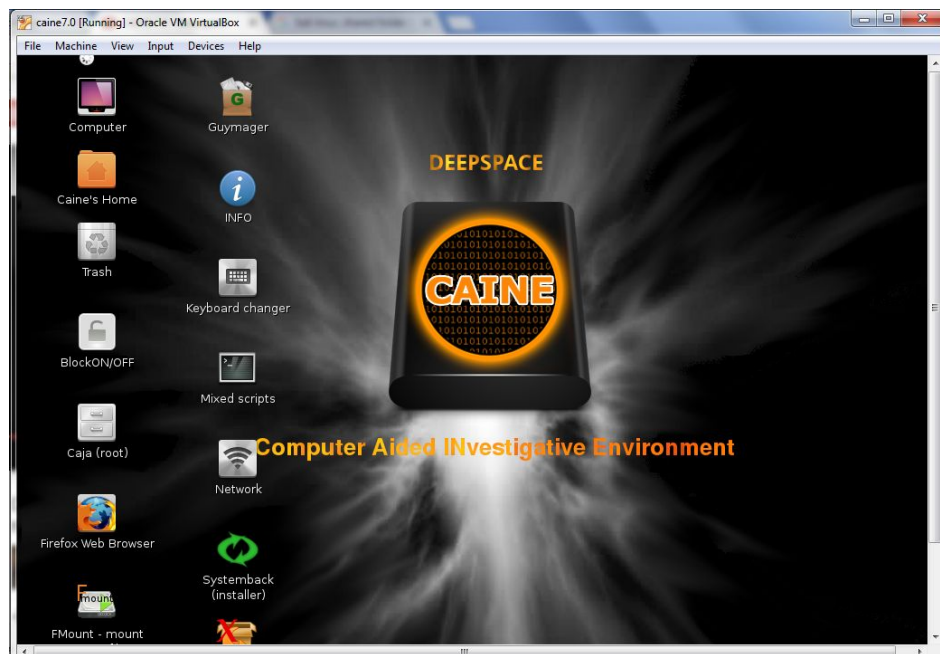 caine7.0 [Running] - Oracle VM VirtualBox
File Machine View Input Devices Help
Computer
Guymager
Caine's Home
INFO
Trash
Keyboard changer
BlockON/OFF
Mixed scripts
Caja (root)
Network
Firefox Web Browser
Systemback
(installer)
Fmount
FMount - mount
DEEPSPACE
CAINE
Computer Aided INvestigative Environment